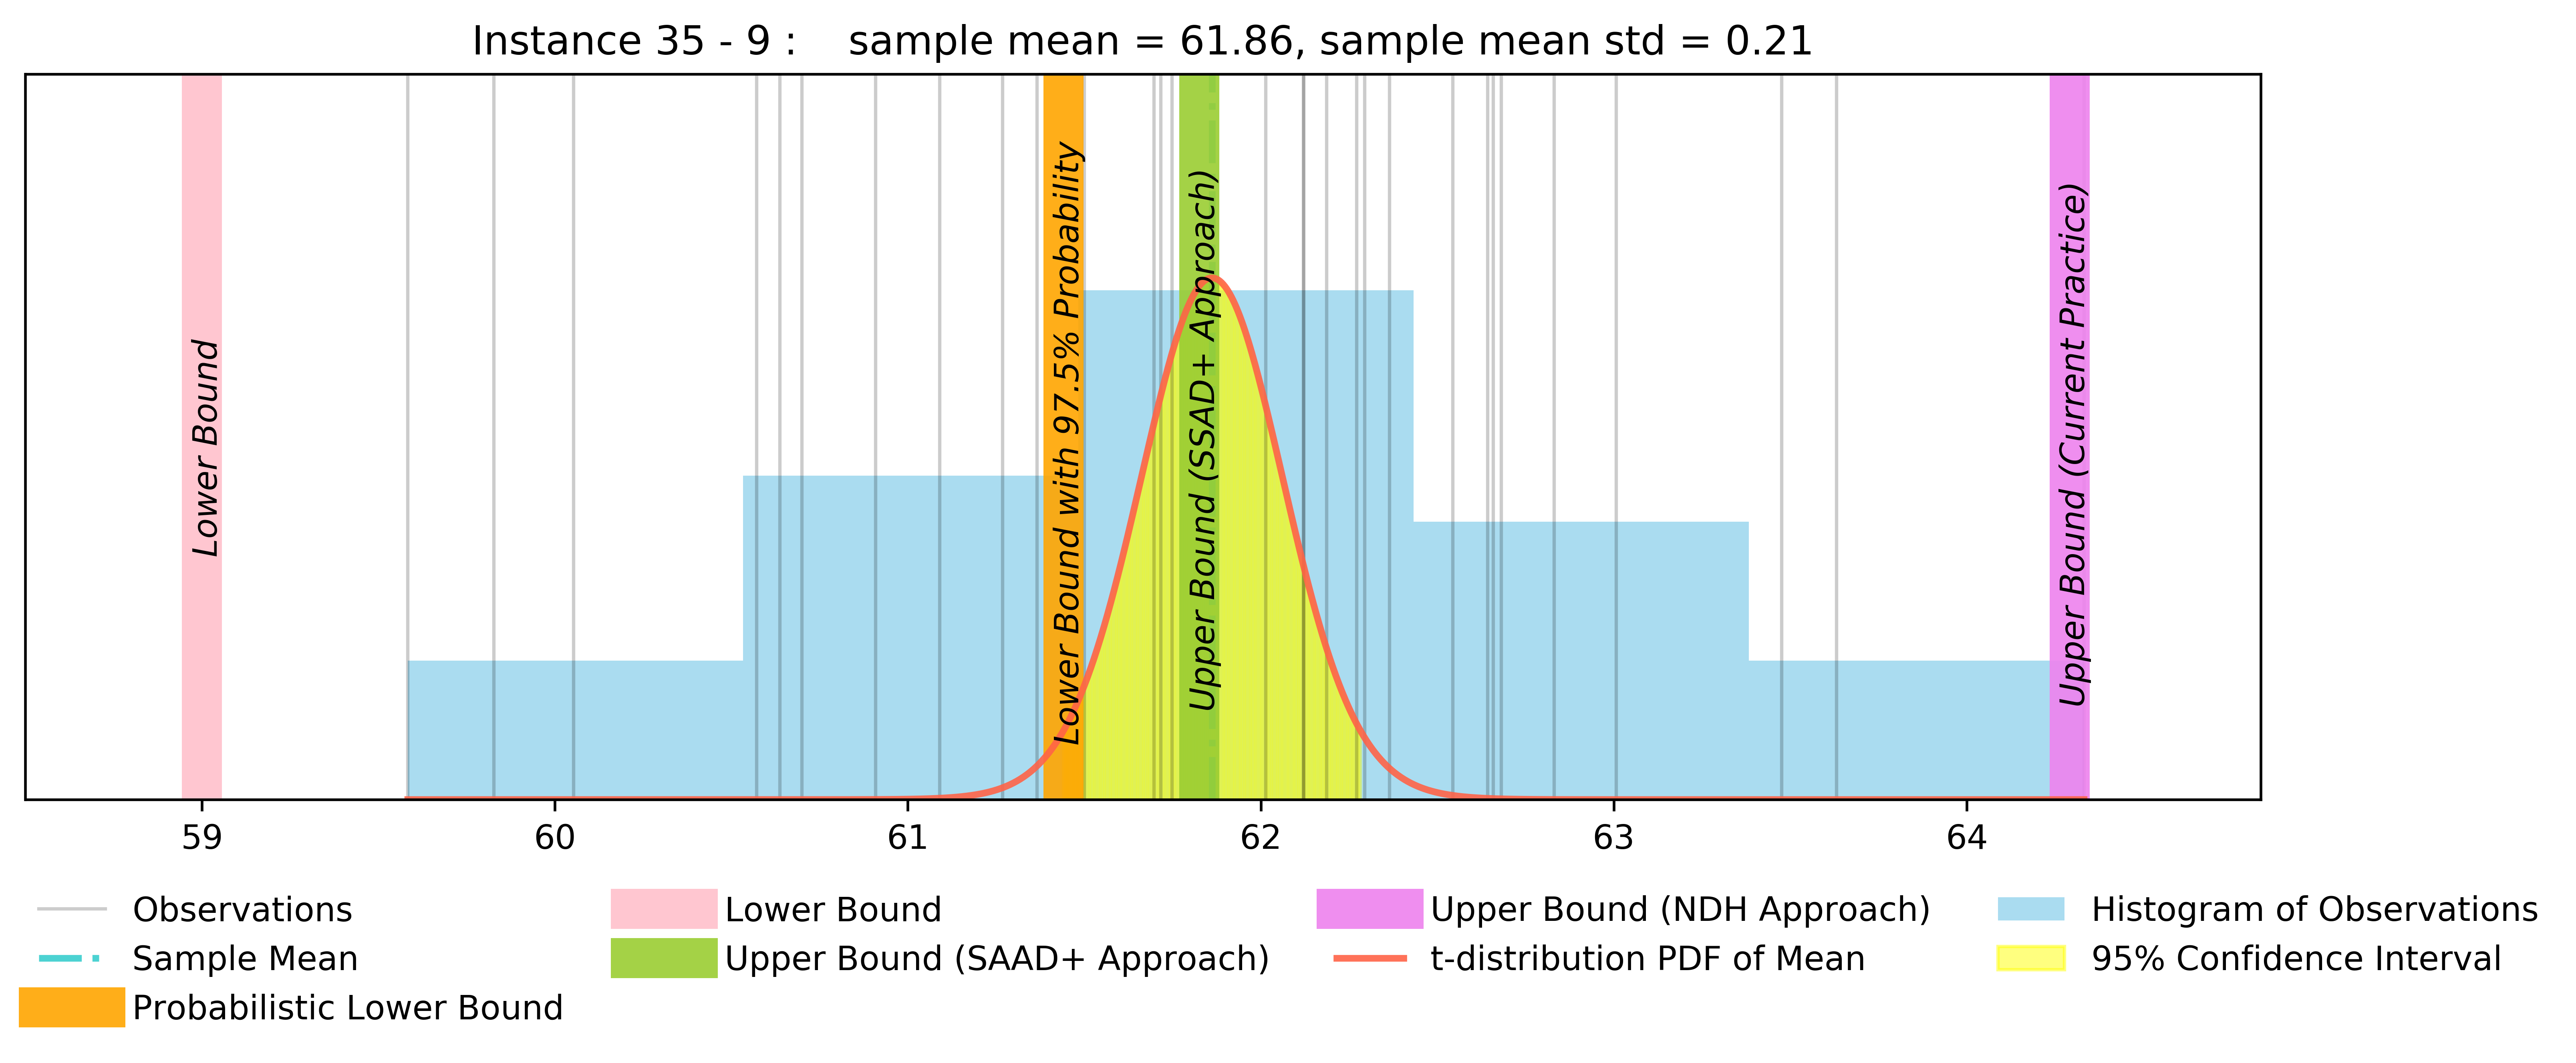 Instance 35 - 9 :    sample mean = 61.86, sample mean std = 0.21
Lower Bound
Lower Bound with 97.5% Probability
Upper Bound (SSAD+ Approach)
Upper Bound (Current Practice)
59 60 61 62 63 64
Observations
Sample Mean
Probabilistic Lower Bound
Lower Bound
Upper Bound (SAAD+ Approach)
Upper Bound (NDH Approach)
t-distribution PDF of Mean
Histogram of Observations
95% Confidence Interval